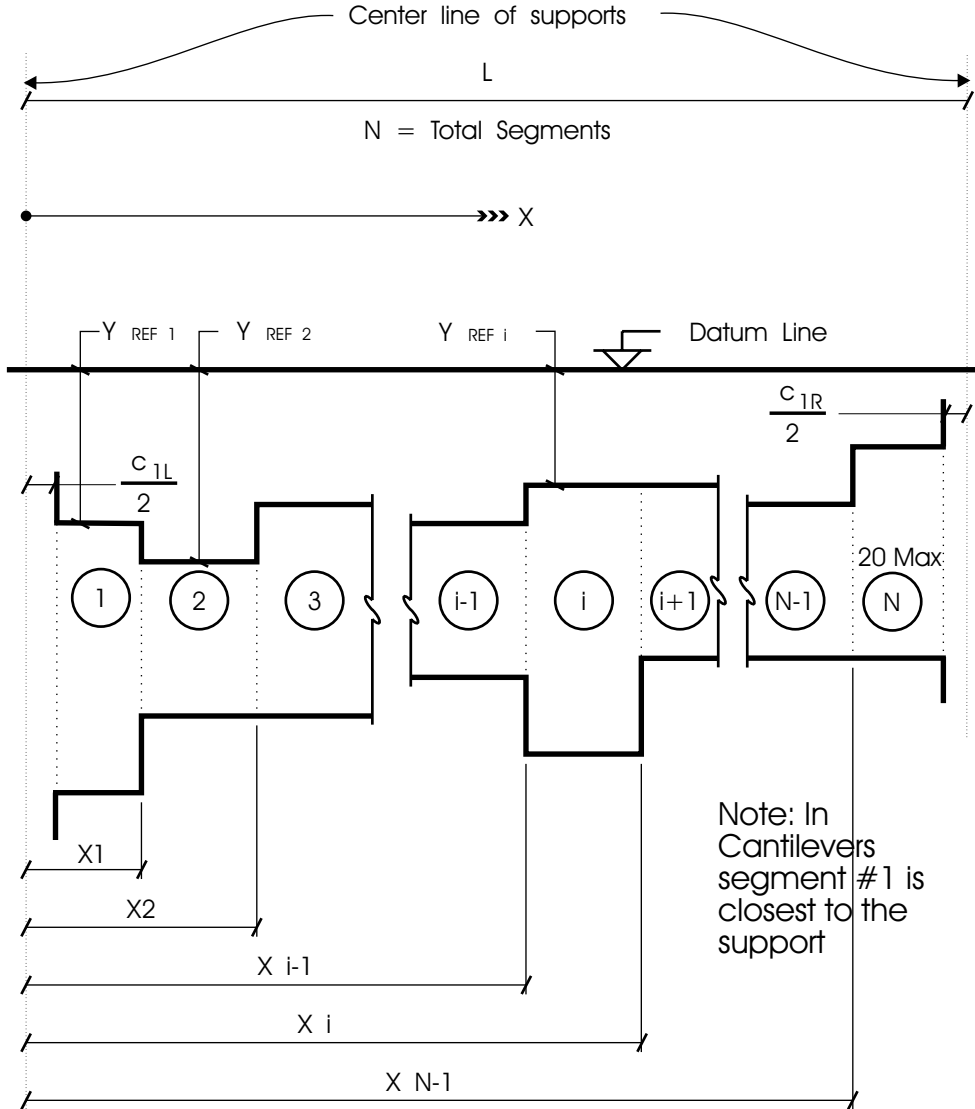 Center line of supports
L
N = Total Segments
X
Y REF 1
Y REF 2
Y REF i
Datum Line
c 1R
2
c 1L
2
20 Max
1
2
3
i-1
i
i+1
N-1
N
Note: In
Cantilevers
segment #1 is
closest to the
support
X1
X2
X i-1
X i
X N-1